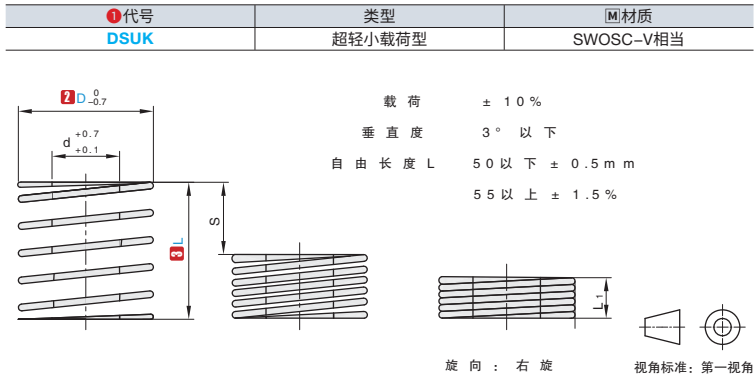 ❶代号 类型 Ⓜ材质
DSUK 超轻小载荷型 SWOSC-V相当
2 D 0 -0.7
d +0.7 +0.1
3 L
S
载荷 ±10%
垂直度 3°以下
自由长度L 50以下 ±0.5mm
55以上 ±1.5%
L1
旋向：右旋
视角标准：第一视角